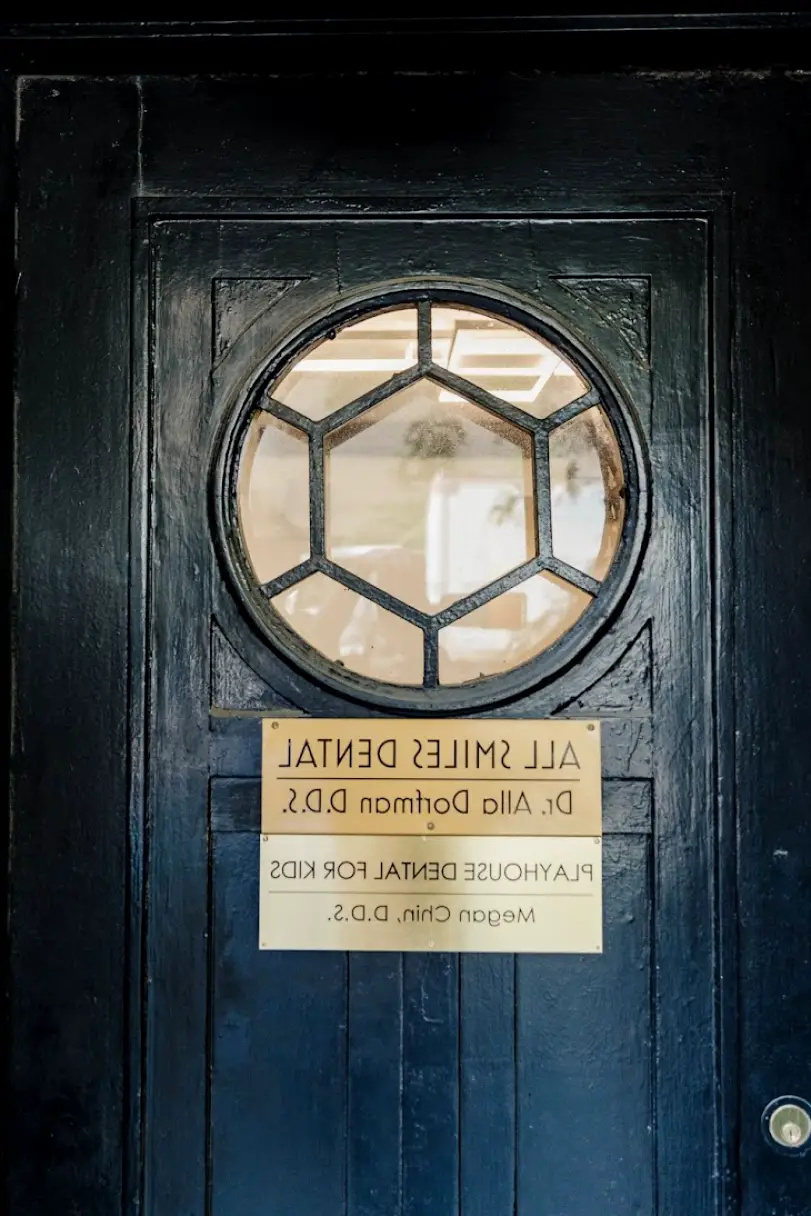 ALL SMILES DENTAL
Dr. Alla Dorfman D.D.S.
PLAYHOUSE DENTAL FOR KIDS
Megan Chin, D.D.S.